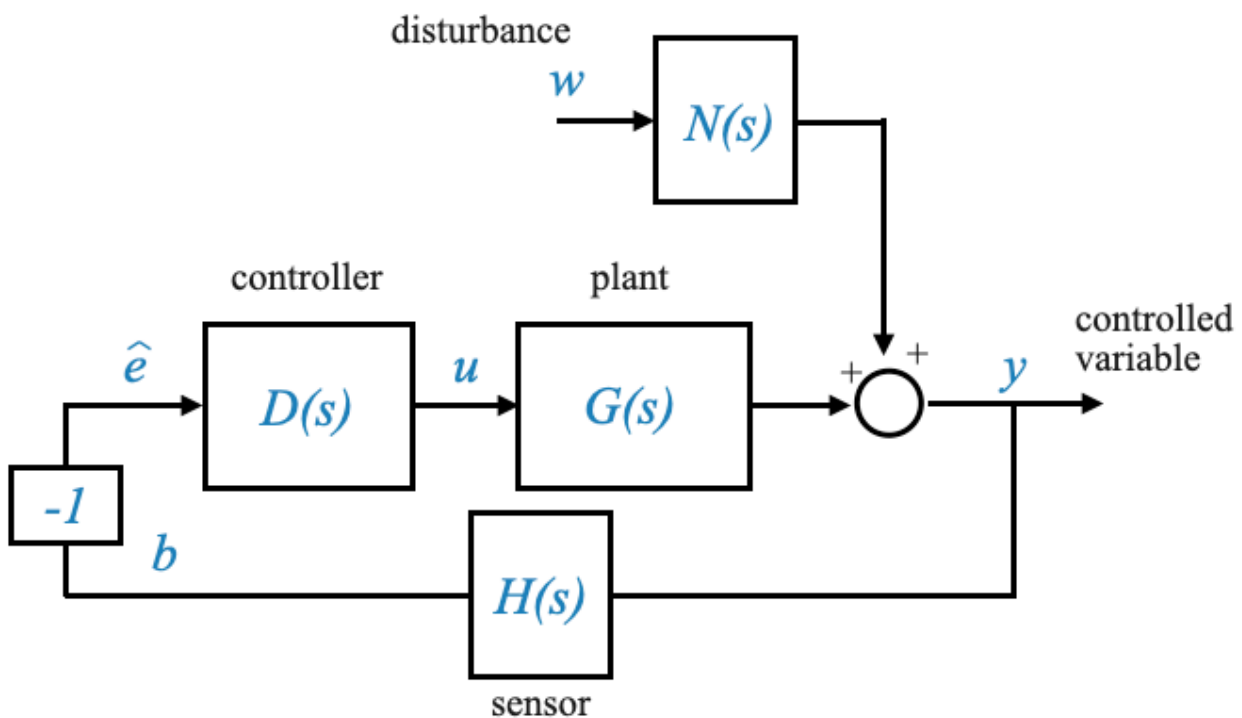 disturbance
w
N(s)
controller
plant
controlled
variable
ê
u
+
+
y
D(s)
G(s)
-1
b
H(s)
sensor